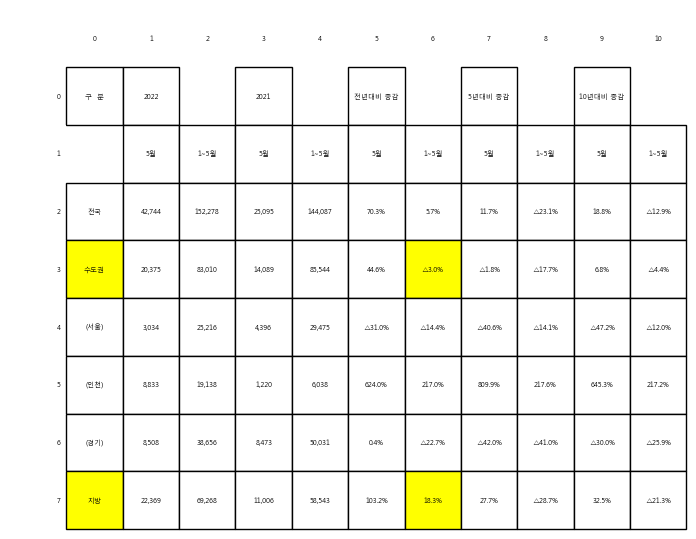 0 1 2 3 4 5 6 7 8 9 10
0 구 분 2022 2021 전년대비 증감 5년대비 증감 10년대비 증감
1 5월 1~5월 5월 1~5월 5월 1~5월 5월 1~5월 5월 1~5월
2 전국 42,744 152,278 25,095 144,087 70.3% 5.7% 11.7% △23.1% 18.8% △12.9%
3 수도권 20,375 83,010 14,089 85,544 44.6% △3.0% △1.8% △17.7% 6.8% △4.4%
4 (서울) 3,034 25,216 4,396 29,475 △31.0% △14.4% △40.6% △14.1% △47.2% △12.0%
5 (인천) 8,833 19,138 1,220 6,038 624.0% 217.0% 809.9% 217.6% 645.3% 217.2%
6 (경기) 8,508 38,656 8,473 50,031 0.4% △22.7% △42.0% △41.0% △30.0% △25.9%
7 지방 22,369 69,268 11,006 58,543 103.2% 18.3% 27.7% △28.7% 32.5% △21.3%